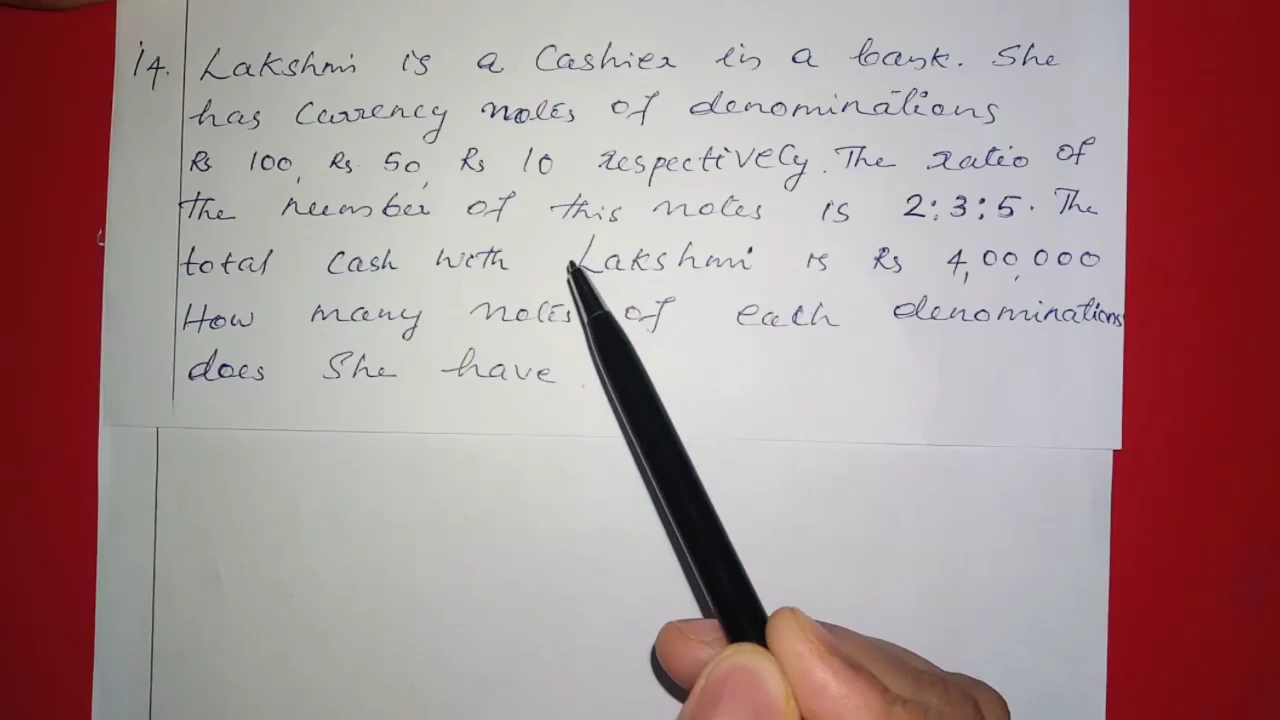 14. Lakshmi is a Cashier in a bank. She
has Currency notes of denominations
Rs 100, Rs 50, Rs 10 respectively. The ratio of
the number of this notes is 2:3:5. The
total cash with Lakshmi is Rs 4,00,000
How many notes of each denominations
does She have